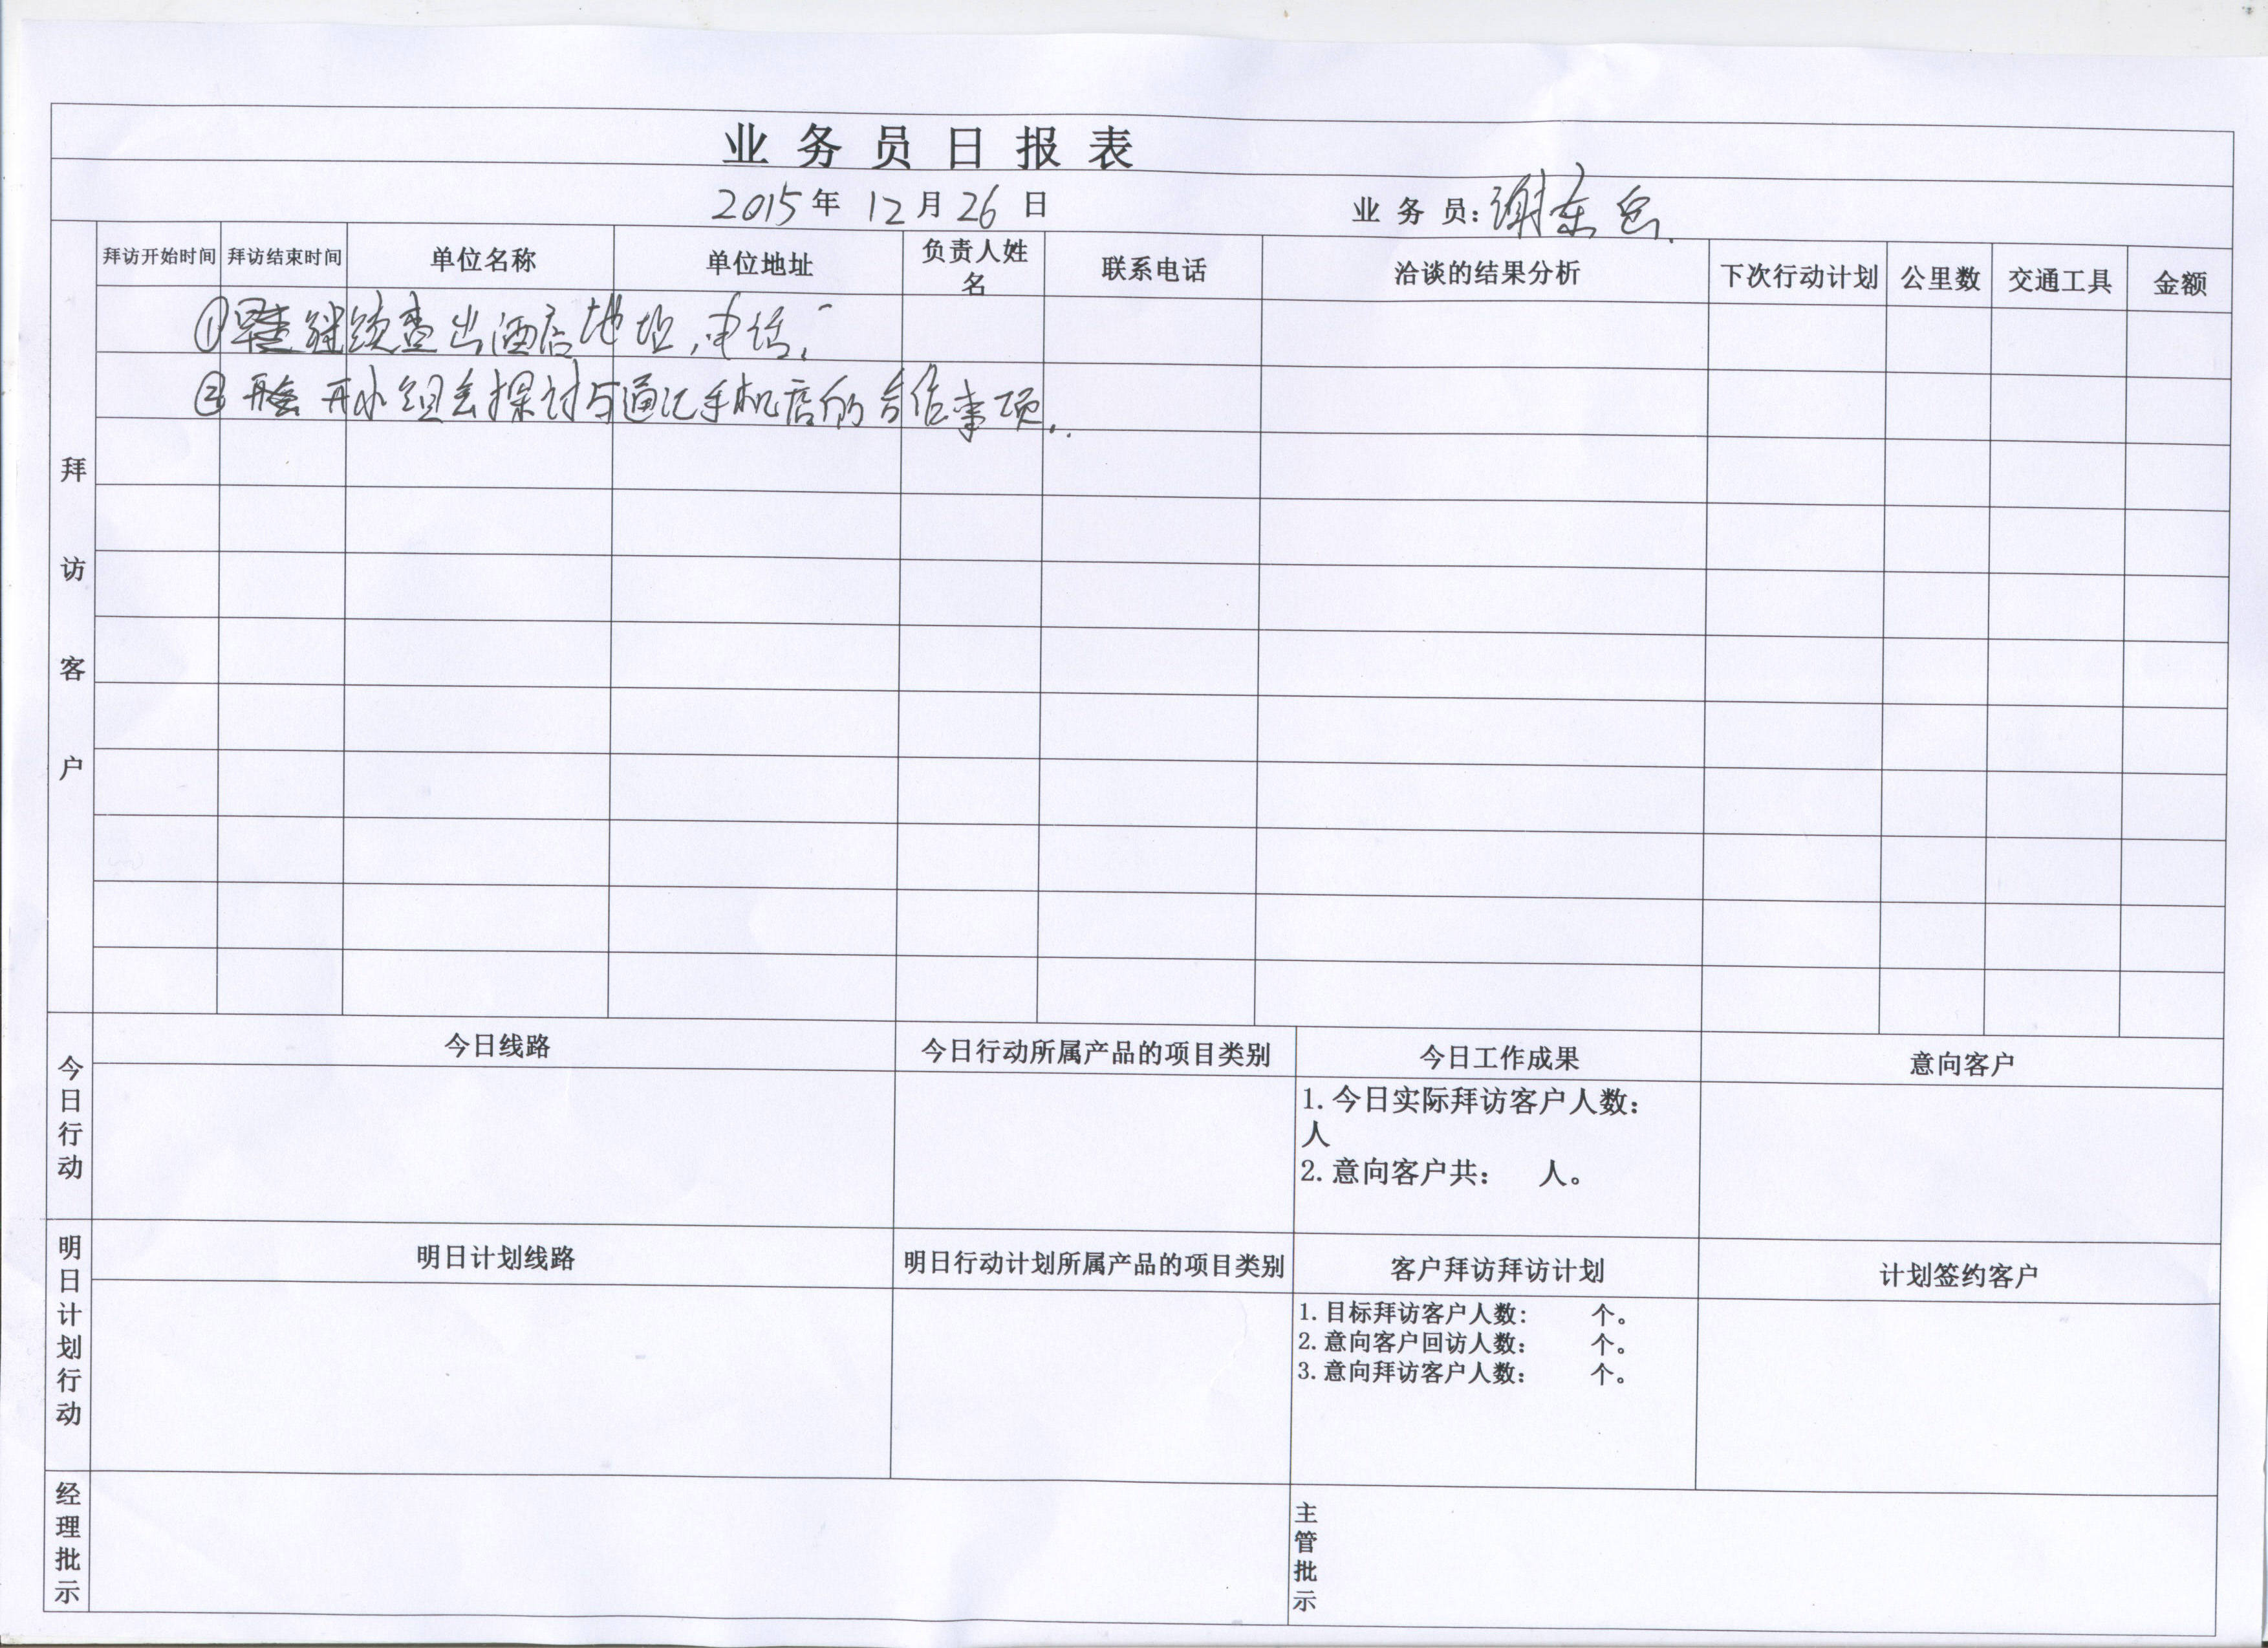 业务员日报表
2015年 12月26日 业务员:谢东岳.
拜访客户
拜访开始时间 拜访结束时间 单位名称 单位地址 负责人姓名 联系电话 洽谈的结果分析 下次行动计划 公里数 交通工具 金额
① 继续查出酒店地址,电话.
② 开小组会探讨与通记手机店的合作事项.
今日行动
今日线路 今日行动所属产品的项目类别 今日工作成果 意向客户
1.今日实际拜访客户人数:
人
2.意向客户共: 人。
明日计划行动
明日计划线路 明日行动计划所属产品的项目类别 客户拜访拜访计划 计划签约客户
1.目标拜访客户人数: 个。
2.意向客户回访人数: 个。
3.意向拜访客户人数: 个。
经理批示
主管批示